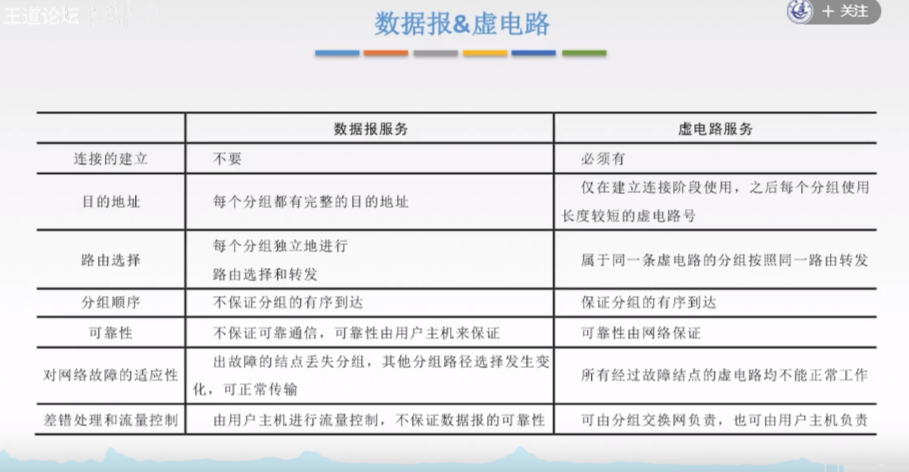 王道论坛
+ 关注
数据报&虚电路
数据报服务 虚电路服务
连接的建立 不要 必须有
目的地址 每个分组都有完整的目的地址 仅在建立连接阶段使用，之后每个分组使用
长度较短的虚电路号
路由选择 每个分组独立地进行
路由选择和转发 属于同一条虚电路的分组按照同一路由转发
分组顺序 不保证分组的有序到达 保证分组的有序到达
可靠性 不保证可靠通信，可靠性由用户主机来保证 可靠性由网络保证
对网络故障的适应性 出故障的结点丢失分组，其他分组路径选择发生变
化，可正常传输 所有经过故障结点的虚电路均不能正常工作
差错处理和流量控制 由用户主机进行流量控制，不保证数据报的可靠性 可由分组交换网负责，也可由用户主机负责